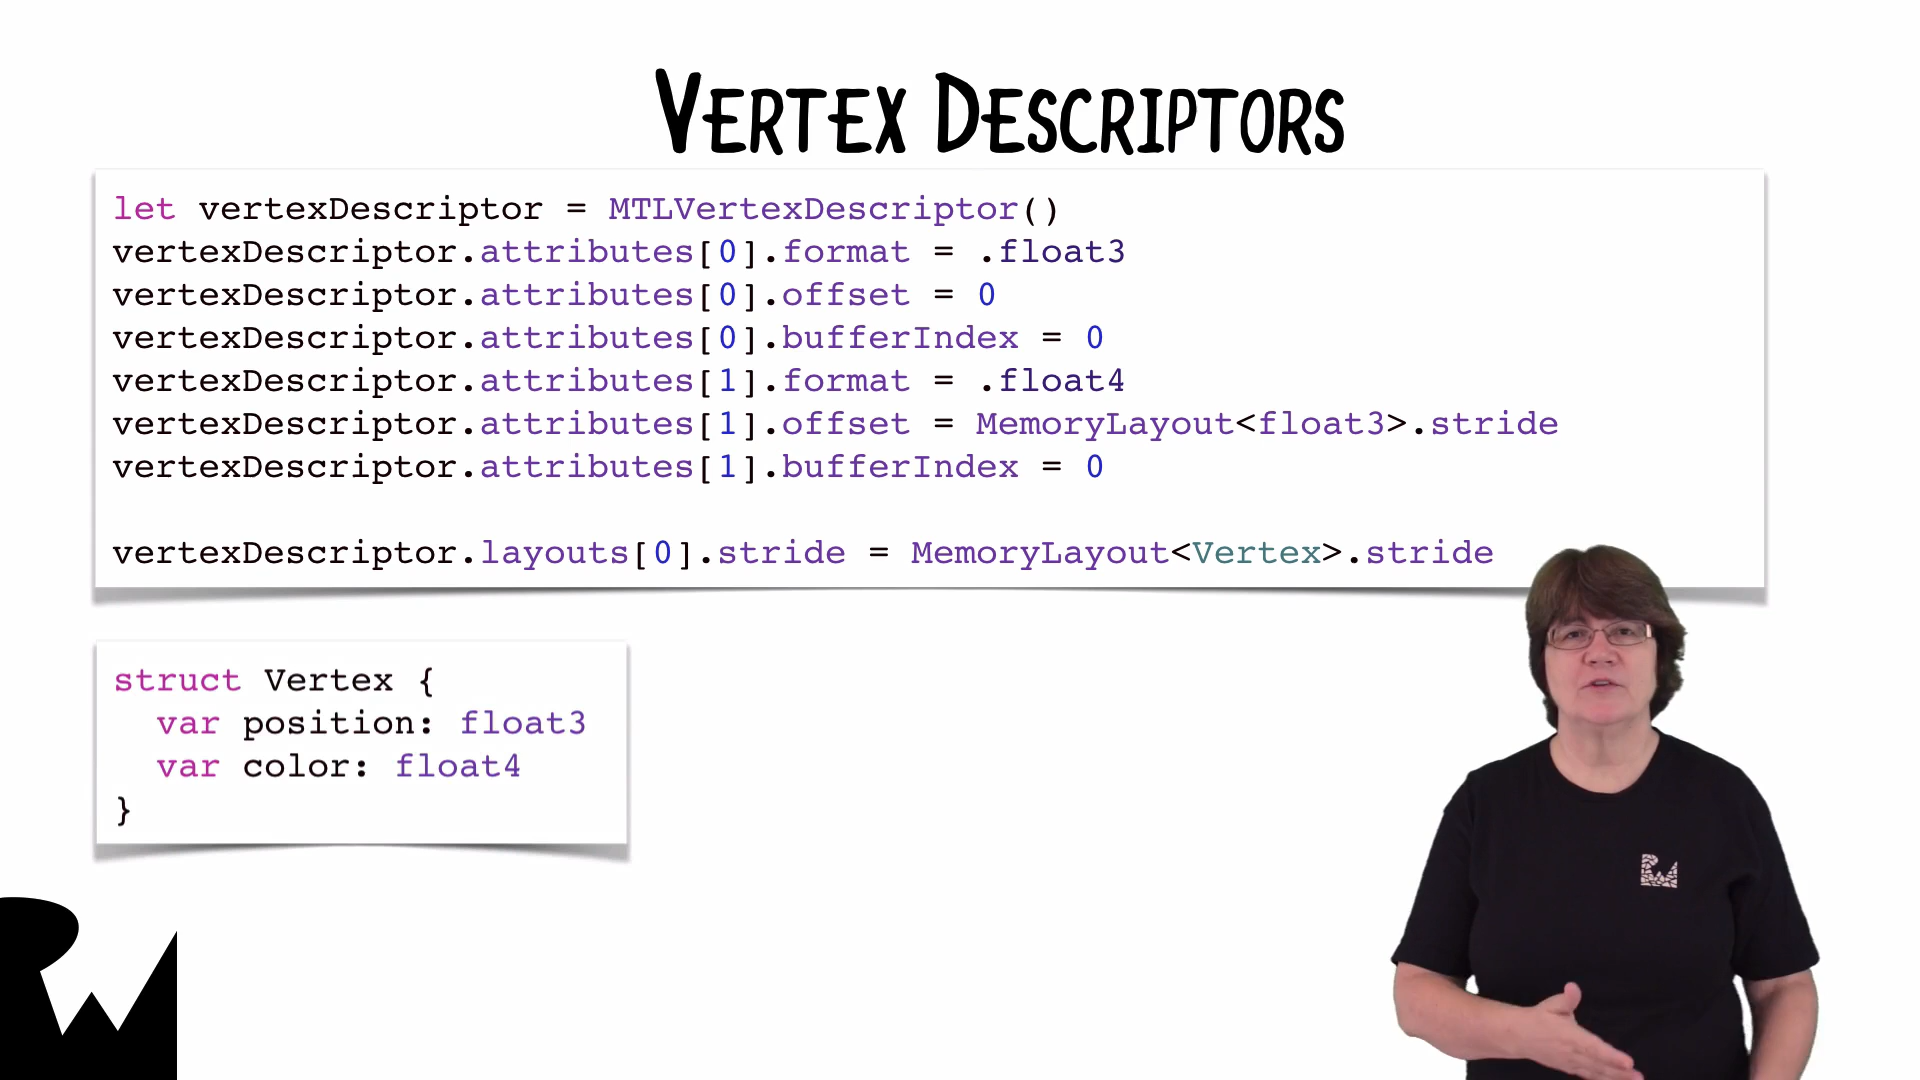 VERTEX DESCRIPTORS
let vertexDescriptor = MTLVertexDescriptor()
vertexDescriptor.attributes[0].format = .float3
vertexDescriptor.attributes[0].offset = 0
vertexDescriptor.attributes[0].bufferIndex = 0
vertexDescriptor.attributes[1].format = .float4
vertexDescriptor.attributes[1].offset = MemoryLayout<float3>.stride
vertexDescriptor.attributes[1].bufferIndex = 0
vertexDescriptor.layouts[0].stride = MemoryLayout<Vertex>.stride
struct Vertex {
  var position: float3
  var color: float4
}
RW
RW